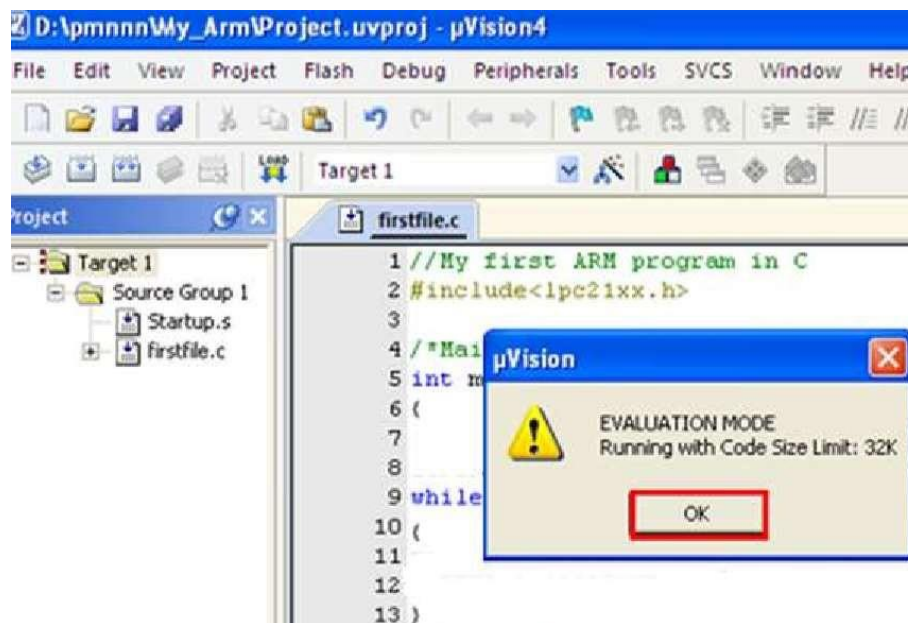 D:\pmnnn\My_Arm\Project.uvproj - µVision4
File Edit View Project Flash Debug Peripherals Tools SVCS Window Help
LOAD Target 1
Project
firstfile.c
Target 1
Source Group 1
Startup.s
firstfile.c
1 //My first ARM program in C
2 #include<lpc21xx.h>
3
4 /*Mai
5 int m
6 {
7
8
9 while
10 {
11
12
13 }
µVision
EVALUATION MODE
Running with Code Size Limit: 32K
OK